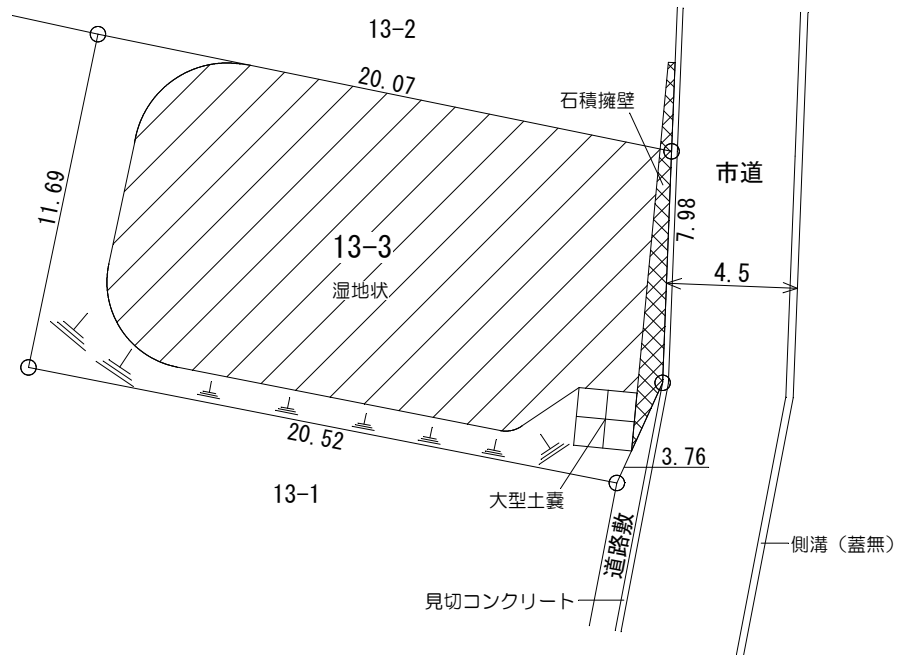 13-2
20.07
石積擁壁
市道
11.69
7.98
13-3
4.5
湿地状
20.52
3.76
13-1
大型土嚢
道路敷
側溝（蓋無）
見切コンクリート